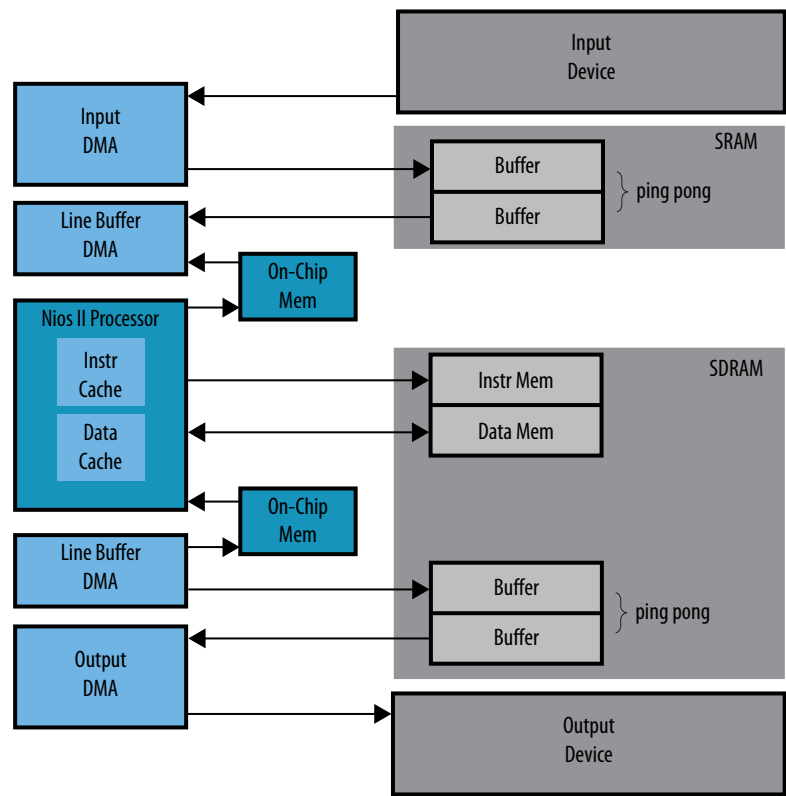 Input
Device
Input
DMA
SRAM
Buffer
ping pong
Buffer
Line Buffer
DMA
On-Chip
Mem
Nios II Processor
Instr
Cache
SDRAM
Instr Mem
Data Mem
Data
Cache
On-Chip
Mem
Line Buffer
DMA
Buffer
ping pong
Buffer
Output
DMA
Output
Device